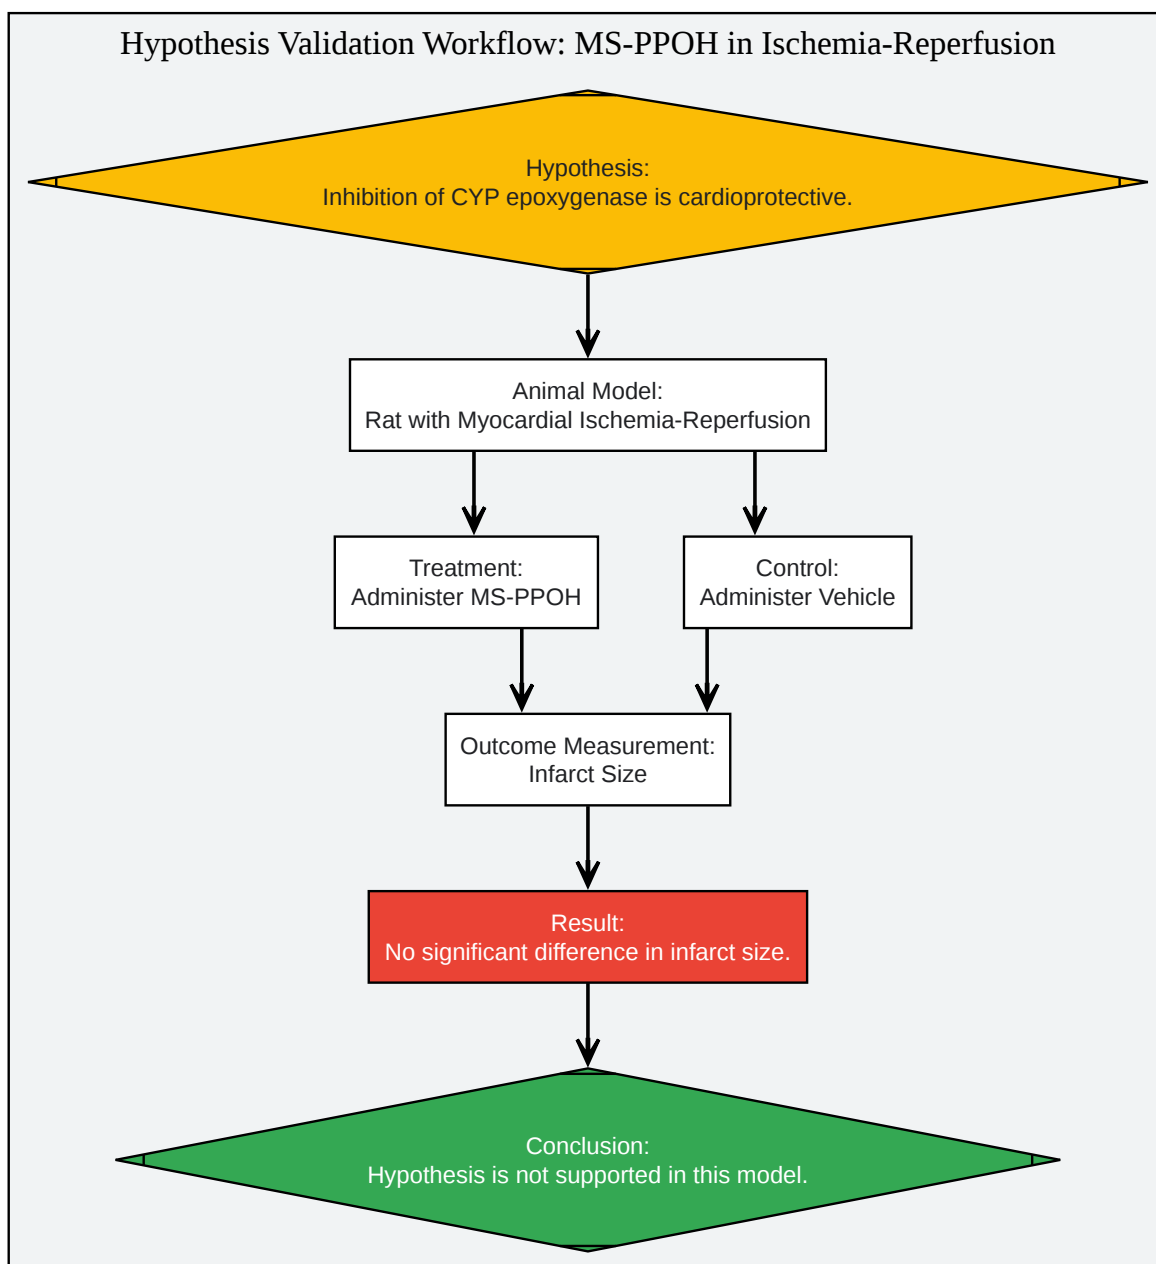 Hypothesis Validation Workflow: MS-PPOH in Ischemia-Reperfusion
Hypothesis:
Inhibition of CYP epoxygenase is cardioprotective.
Animal Model:
Rat with Myocardial Ischemia-Reperfusion
Treatment:
Administer MS-PPOH
Control:
Administer Vehicle
Outcome Measurement:
Infarct Size
Result:
No significant difference in infarct size.
Conclusion:
Hypothesis is not supported in this model.